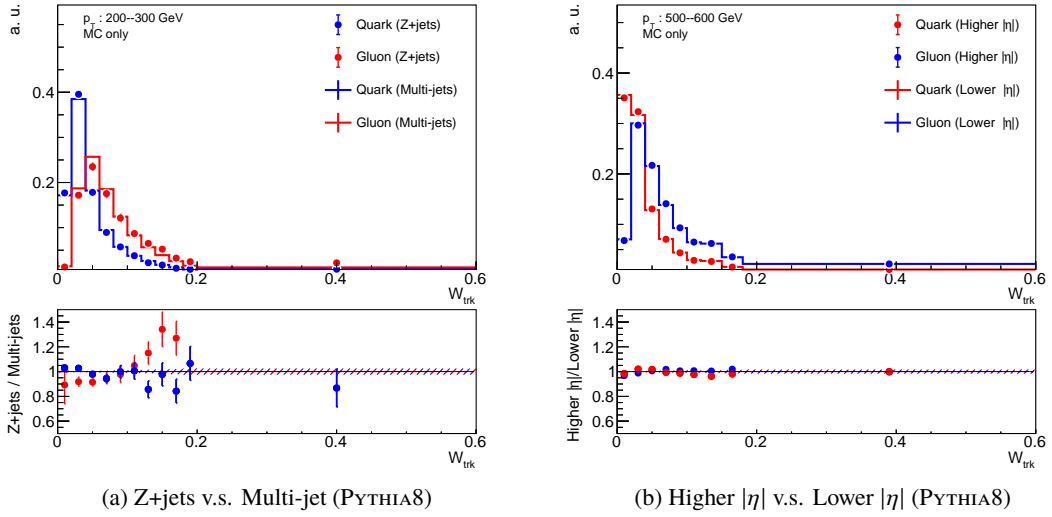 a. u.
p_T : 200--300 GeV
MC only
Quark (Z+jets)
Gluon (Z+jets)
Quark (Multi-jets)
Gluon (Multi-jets)
0.4
0.2
0 0.2 0.4 0.6
W_trk
Z+jets / Multi-jets
1.4
1.2
1
0.8
0.6
0 0.2 0.4 0.6
W_trk
(a) Z+jets v.s. Multi-jet (PYTHIA8)
a. u.
p_T : 500--600 GeV
MC only
Quark (Higher |η|)
Gluon (Higher |η|)
Quark (Lower |η|)
Gluon (Lower |η|)
0.4
0.2
0 0.2 0.4 0.6
W_trk
Higher |η|/Lower |η|
1.4
1.2
1
0.8
0.6
0 0.2 0.4 0.6
W_trk
(b) Higher |η| v.s. Lower |η| (PYTHIA8)